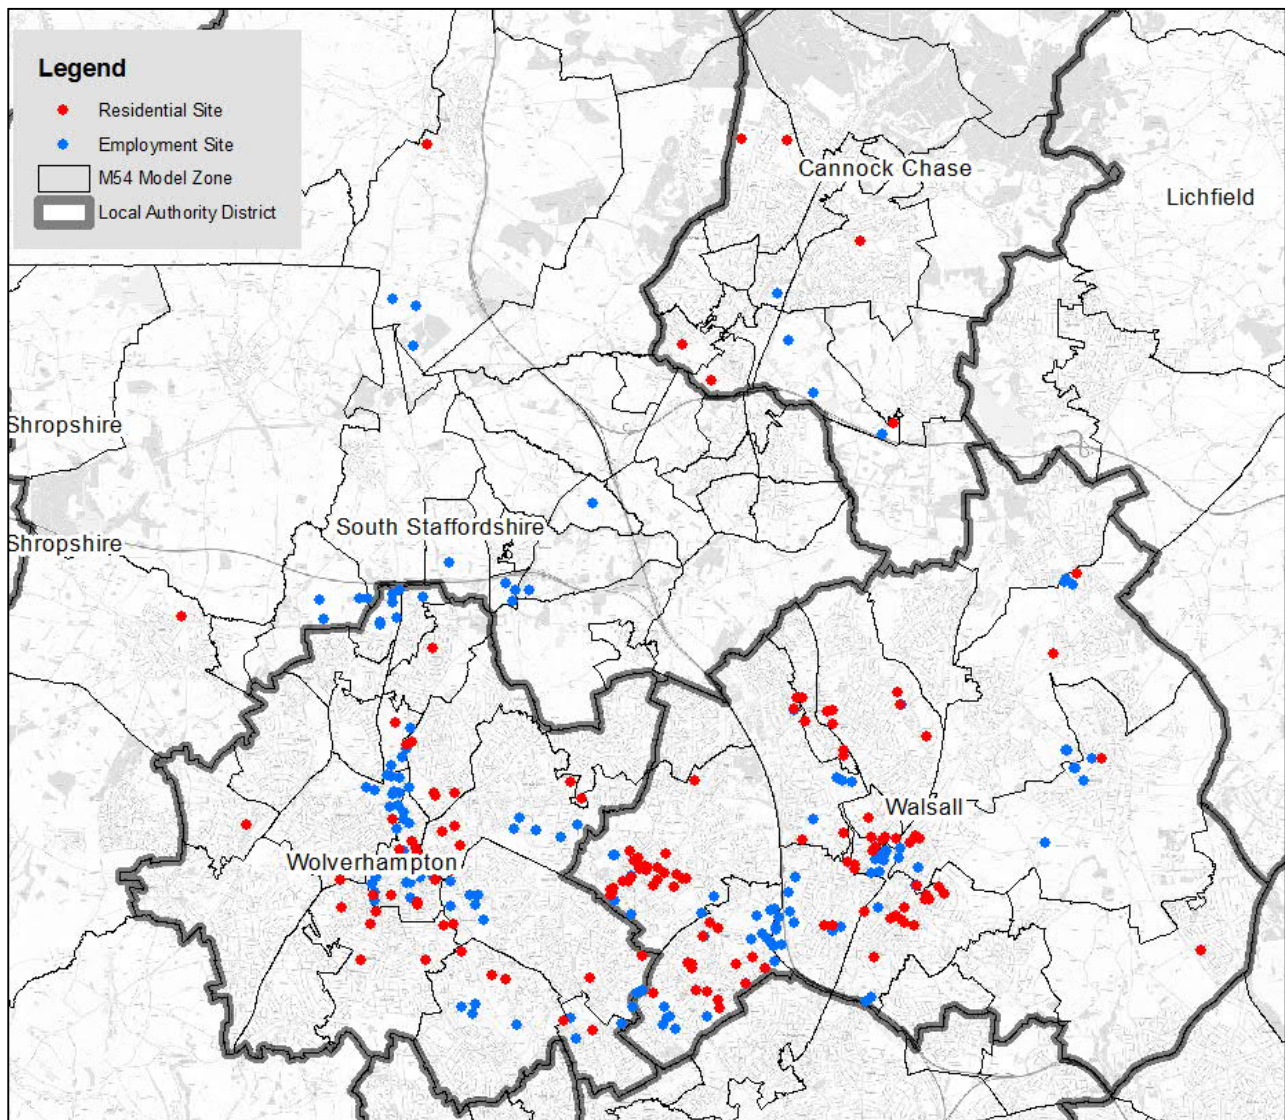 Legend
Residential Site
Employment Site
M54 Model Zone
Local Authority District
Cannock Chase
Lichfield
Shropshire
South Staffordshire
Shropshire
Walsall
Wolverhampton